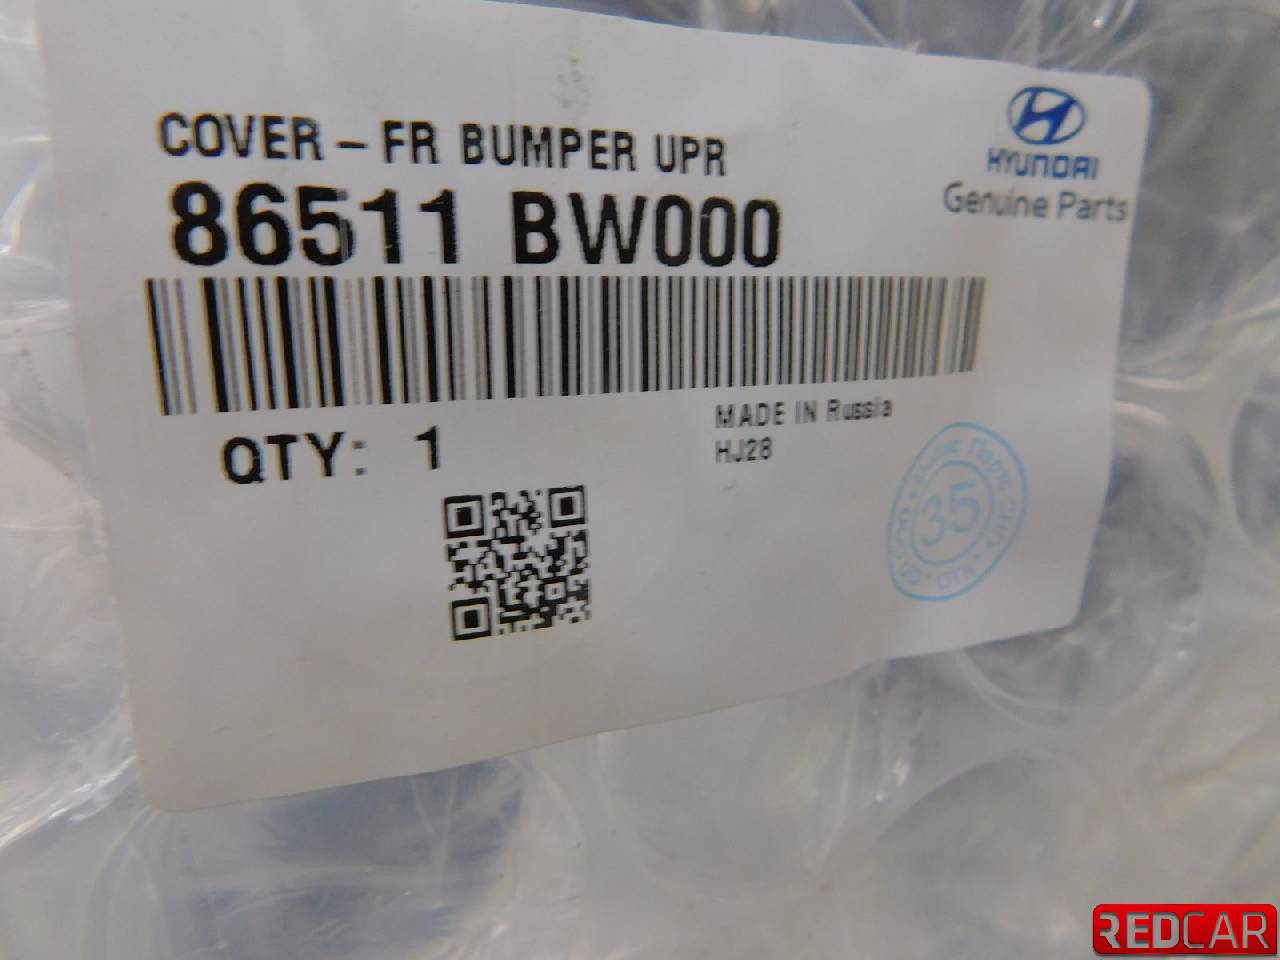 COVER – FR BUMPER UPR
86511 BW000
HYUNDAI
Genuine Parts
QTY: 1
MADE IN Russia
HJ28
35
REDCAR